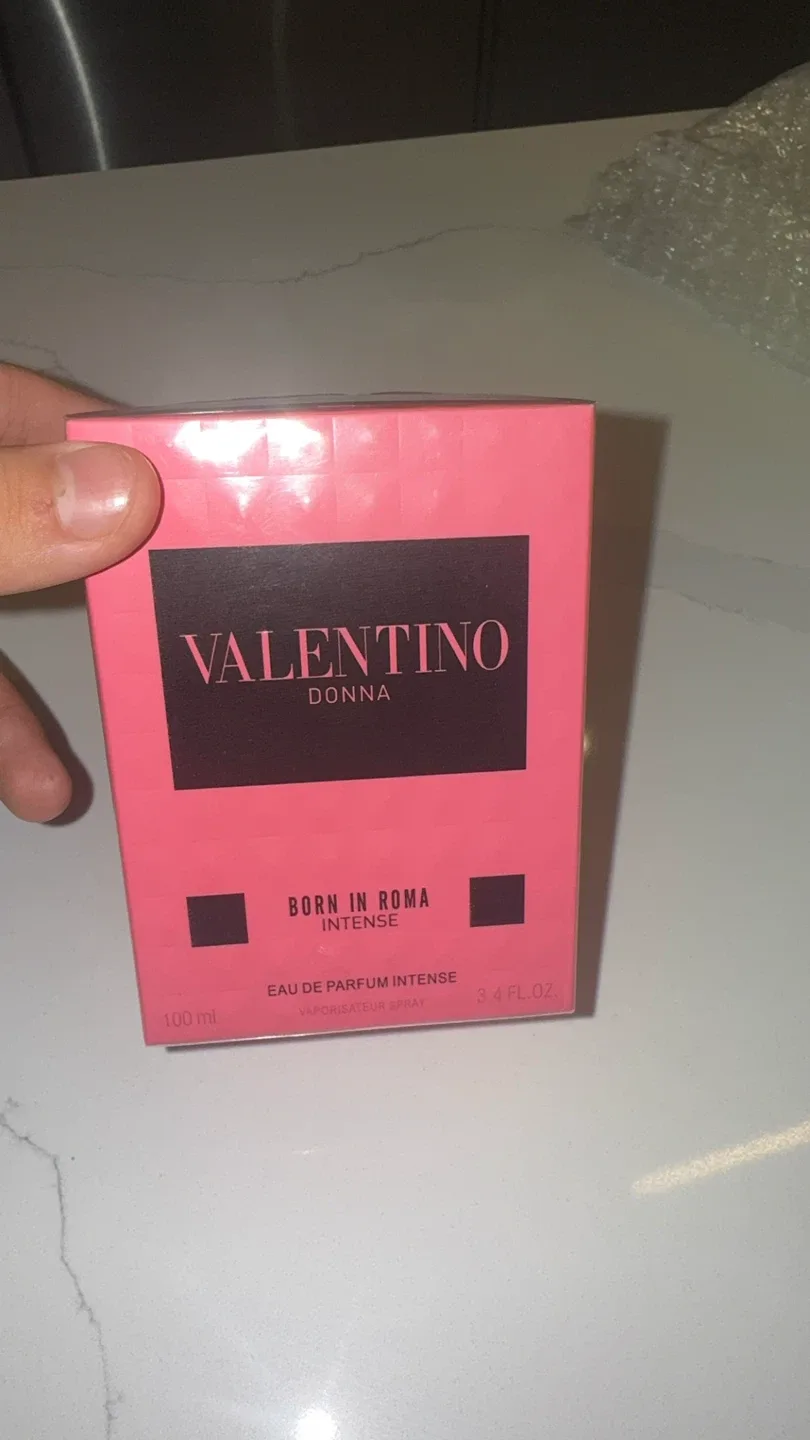 VALENTINO
DONNA
BORN IN ROMA
INTENSE
EAU DE PARFUM INTENSE
VAPORISATEUR SPRAY
100 ml
3.4 FL.OZ.